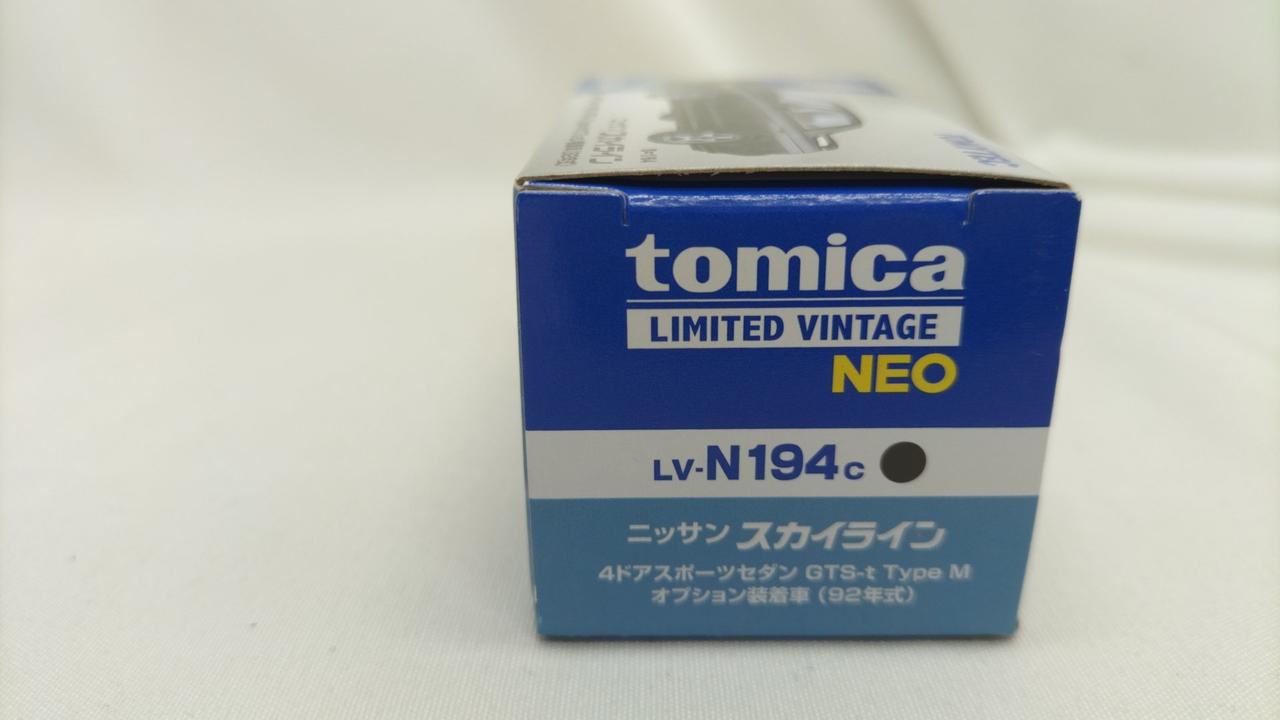 tomica
LIMITED VINTAGE
NEO
LV-N194c
ニッサン スカイライン
4ドアスポーツセダン GTS-t Type M
オプション装着車（92年式）